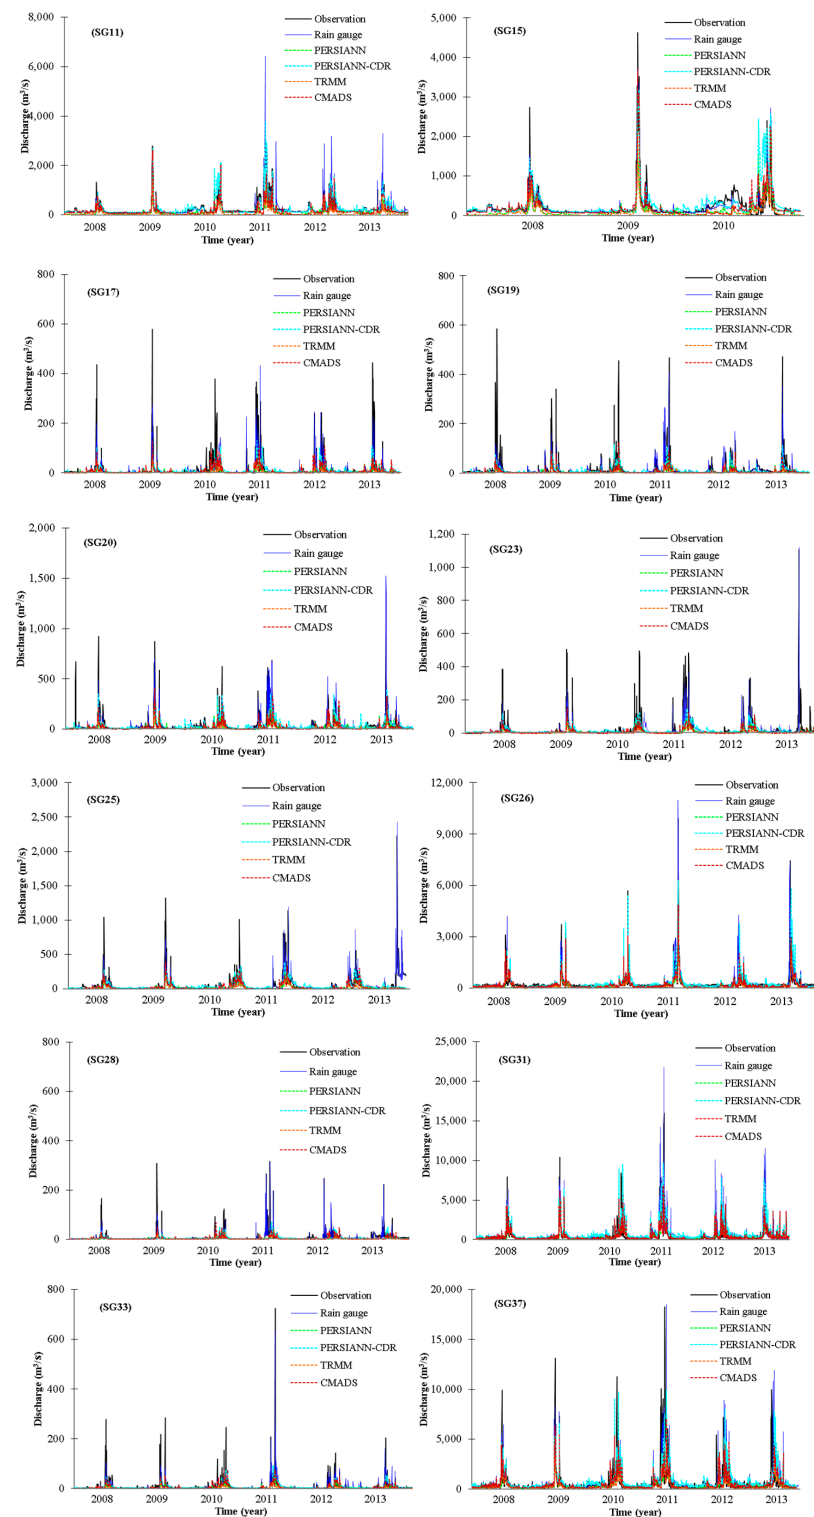 (SG11)
8,000
6,000
4,000
2,000
0
Discharge (m³/s)
2008 2009 2010 2011 2012 2013
Time (year)
Observation
Rain gauge
PERSIANN
PERSIANN-CDR
TRMM
CMADS
(SG15)
5,000
4,000
3,000
2,000
1,000
0
Discharge (m³/s)
2008 2009 2010
Time (year)
Observation
Rain gauge
PERSIANN
PERSIANN-CDR
TRMM
CMADS
(SG17)
800
600
400
200
0
Discharge (m³/s)
2008 2009 2010 2011 2012 2013
Time (year)
Observation
Rain gauge
PERSIANN
PERSIANN-CDR
TRMM
CMADS
(SG19)
800
600
400
200
0
Discharge (m³/s)
2008 2009 2010 2011 2012 2013
Time (year)
Observation
Rain gauge
PERSIANN
PERSIANN-CDR
TRMM
CMADS
(SG20)
2,000
1,500
1,000
500
0
Discharge (m³/s)
2008 2009 2010 2011 2012 2013
Time (year)
Observation
Rain gauge
PERSIANN
PERSIANN-CDR
TRMM
CMADS
(SG23)
1,200
1,000
800
600
400
200
0
Discharge (m³/s)
2008 2009 2010 2011 2012 2013
Time (year)
Observation
Rain gauge
PERSIANN
PERSIANN-CDR
TRMM
CMADS
(SG25)
3,000
2,500
2,000
1,500
1,000
500
0
Discharge (m³/s)
2008 2009 2010 2011 2012 2013
Time (year)
Observation
Rain gauge
PERSIANN
PERSIANN-CDR
TRMM
CMADS
(SG26)
12,000
9,000
6,000
3,000
0
Discharge (m³/s)
2008 2009 2010 2011 2012 2013
Time (year)
Observation
Rain gauge
PERSIANN
PERSIANN-CDR
TRMM
CMADS
(SG28)
800
600
400
200
0
Discharge (m³/s)
2008 2009 2010 2011 2012 2013
Time (year)
Observation
Rain gauge
PERSIANN
PERSIANN-CDR
TRMM
CMADS
(SG31)
25,000
20,000
15,000
10,000
5,000
0
Discharge (m³/s)
2008 2009 2010 2011 2012 2013
Time (year)
Observation
Rain gauge
PERSIANN
PERSIANN-CDR
TRMM
CMADS
(SG33)
800
600
400
200
0
Discharge (m³/s)
2008 2009 2010 2011 2012 2013
Time (year)
Observation
Rain gauge
PERSIANN
PERSIANN-CDR
TRMM
CMADS
(SG37)
20,000
15,000
10,000
5,000
0
Discharge (m³/s)
2008 2009 2010 2011 2012 2013
Time (year)
Observation
Rain gauge
PERSIANN
PERSIANN-CDR
TRMM
CMADS